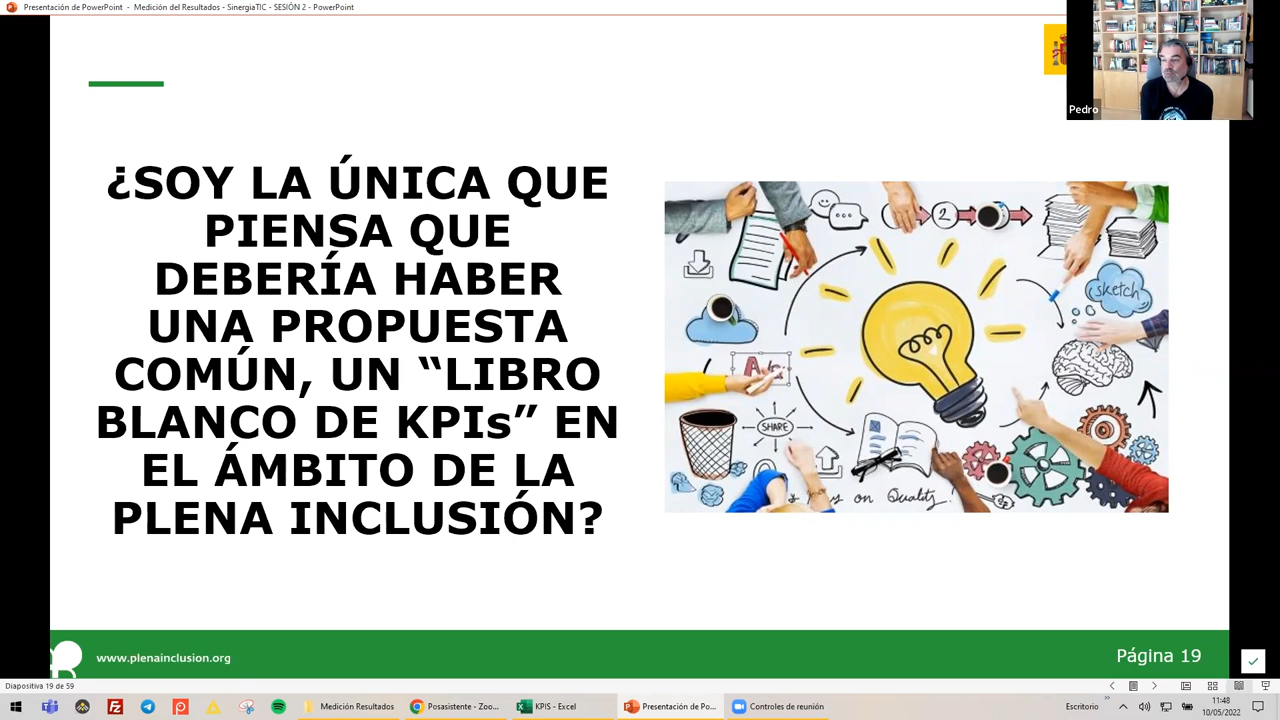 Presentación de PowerPoint - Medición del Resultados - SinergiaTIC - SESIÓN 2 - PowerPoint
Pedro
¿SOY LA ÚNICA QUE
PIENSA QUE
DEBERÍA HABER
UNA PROPUESTA
COMÚN, UN “LIBRO
BLANCO DE KPIs” EN
EL ÁMBITO DE LA
PLENA INCLUSIÓN?
2
sketch
SHARE
on Quality..!
www.plenainclusion.org
Página 19
Diapositiva 19 de 59
Medición Resultados
Posasistente - Zoo...
KPIS - Excel
Presentación de Po...
Controles de reunión
Escritorio
11:48
10/05/2022